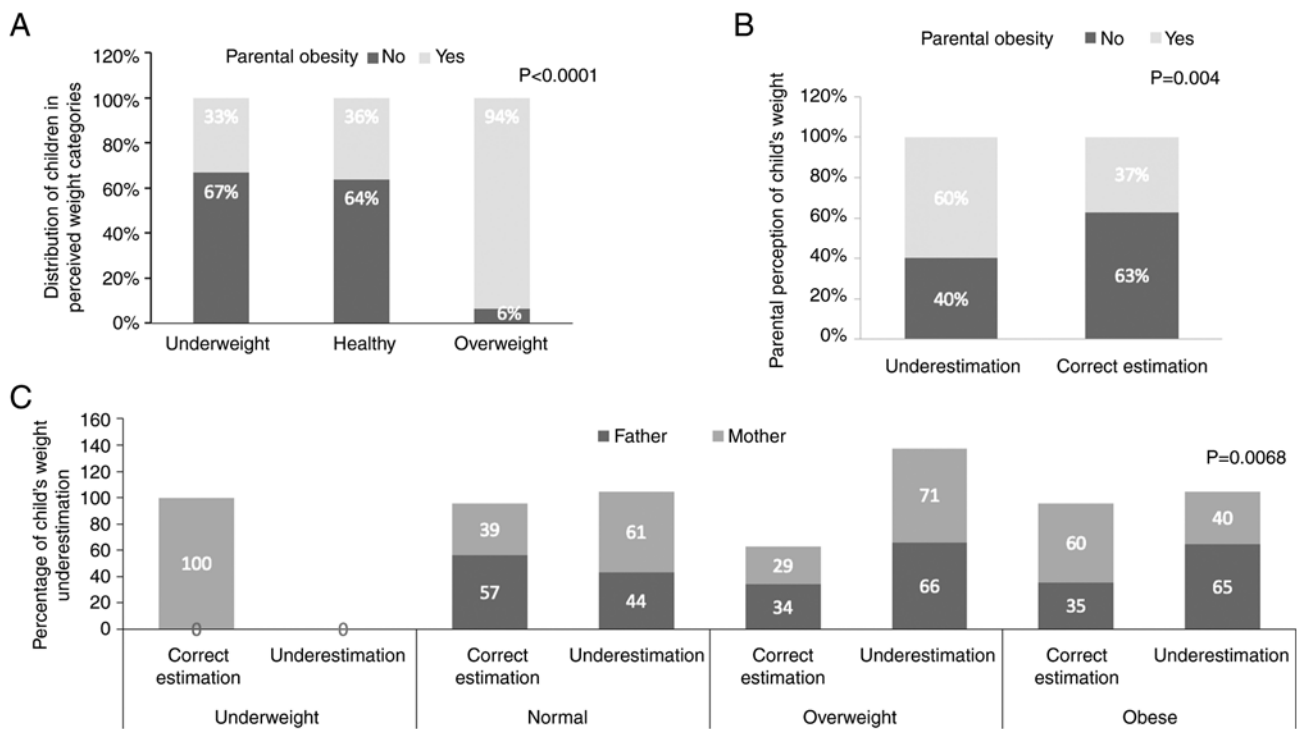 A
Parental obesity No Yes
P<0.0001
Distribution of children in
perceived weight categories
120%
100%
80%
60%
40%
20%
0%
33%
67%
36%
64%
94%
6%
Underweight Healthy Overweight
B
Parental obesity No Yes
P=0.004
Parental perception of child's weight
120%
100%
80%
60%
40%
20%
0%
60%
40%
37%
63%
Underestimation Correct estimation
C
Father Mother
P=0.0068
Percentage of child's weight
underestimation
160
140
120
100
80
60
40
20
0
100
0
0
39
57
61
44
29
34
71
66
60
35
40
65
Correct
estimation
Underestimation
Correct
estimation
Underestimation
Correct
estimation
Underestimation
Correct
estimation
Underestimation
Underweight Normal Overweight Obese